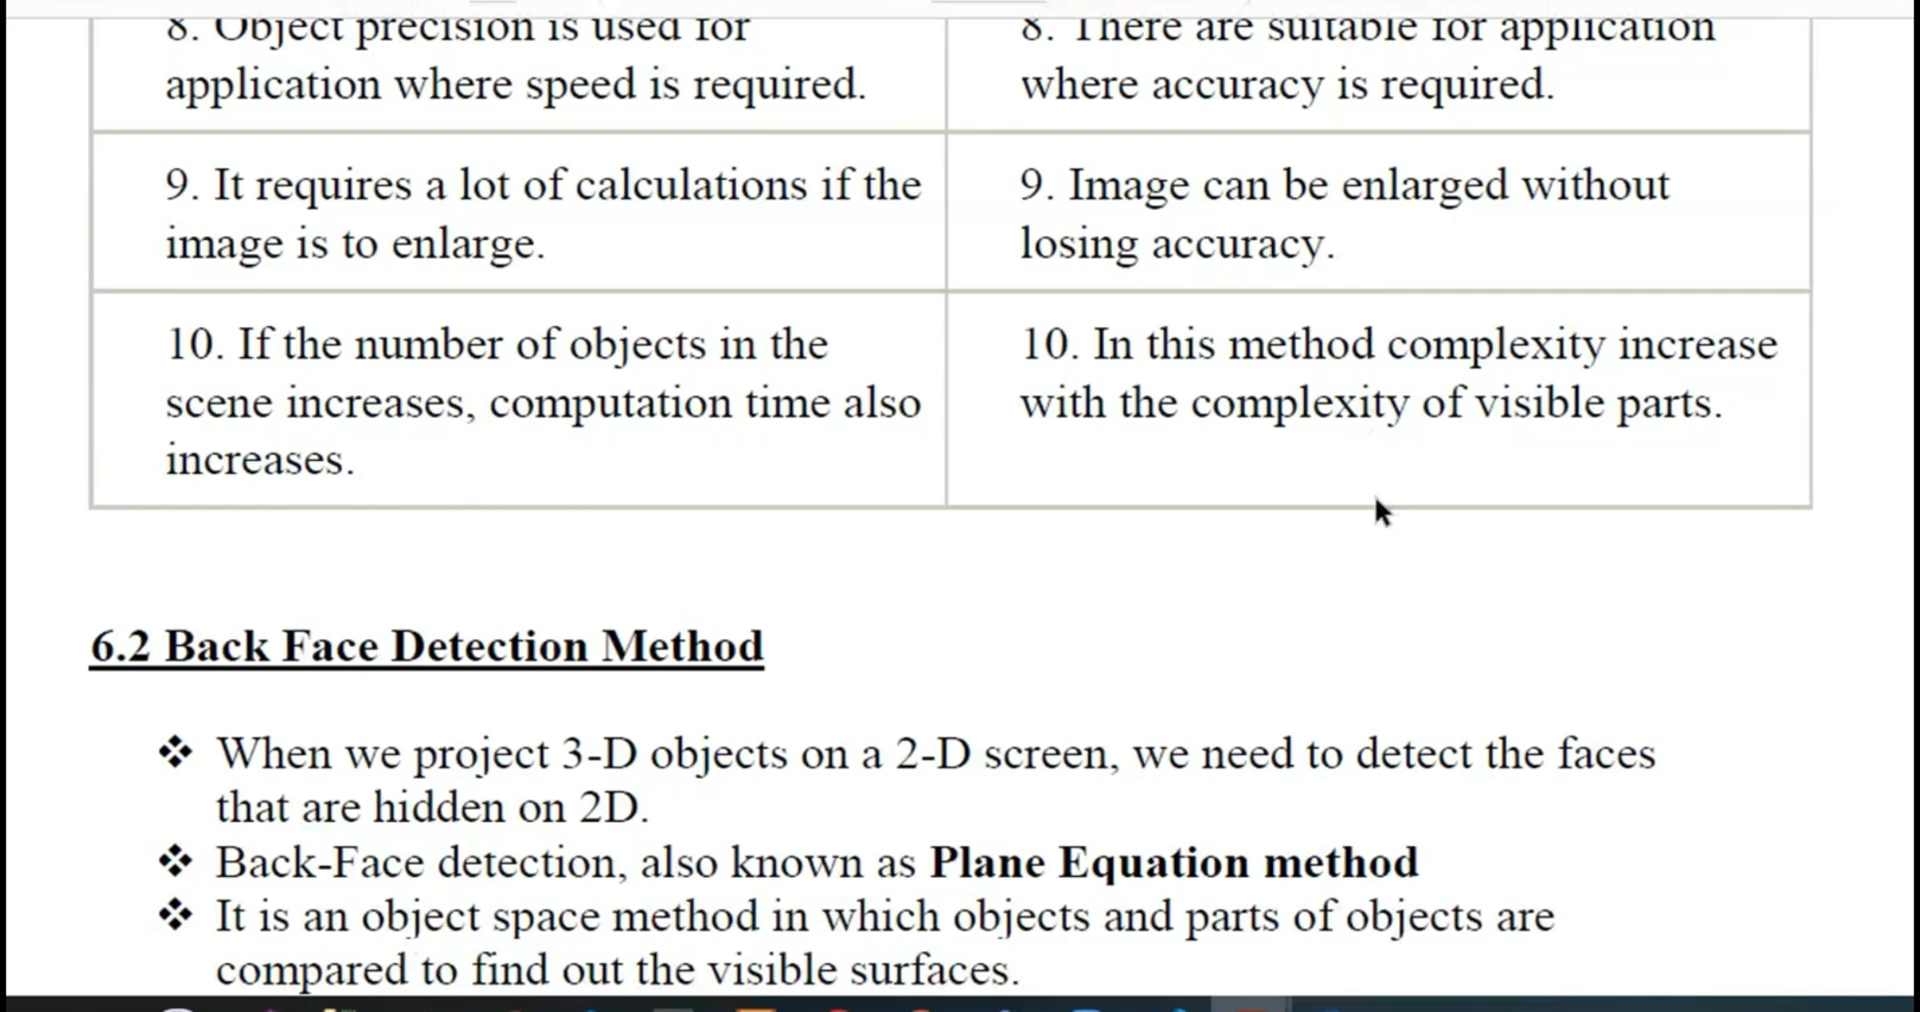 8. Object precision is used for
application where speed is required.
8. There are suitable for application
where accuracy is required.
9. It requires a lot of calculations if the
image is to enlarge.
9. Image can be enlarged without
losing accuracy.
10. If the number of objects in the
scene increases, computation time also
increases.
10. In this method complexity increase
with the complexity of visible parts.
6.2 Back Face Detection Method
❖ When we project 3-D objects on a 2-D screen, we need to detect the faces
that are hidden on 2D.
❖ Back-Face detection, also known as Plane Equation method
❖ It is an object space method in which objects and parts of objects are
compared to find out the visible surfaces.